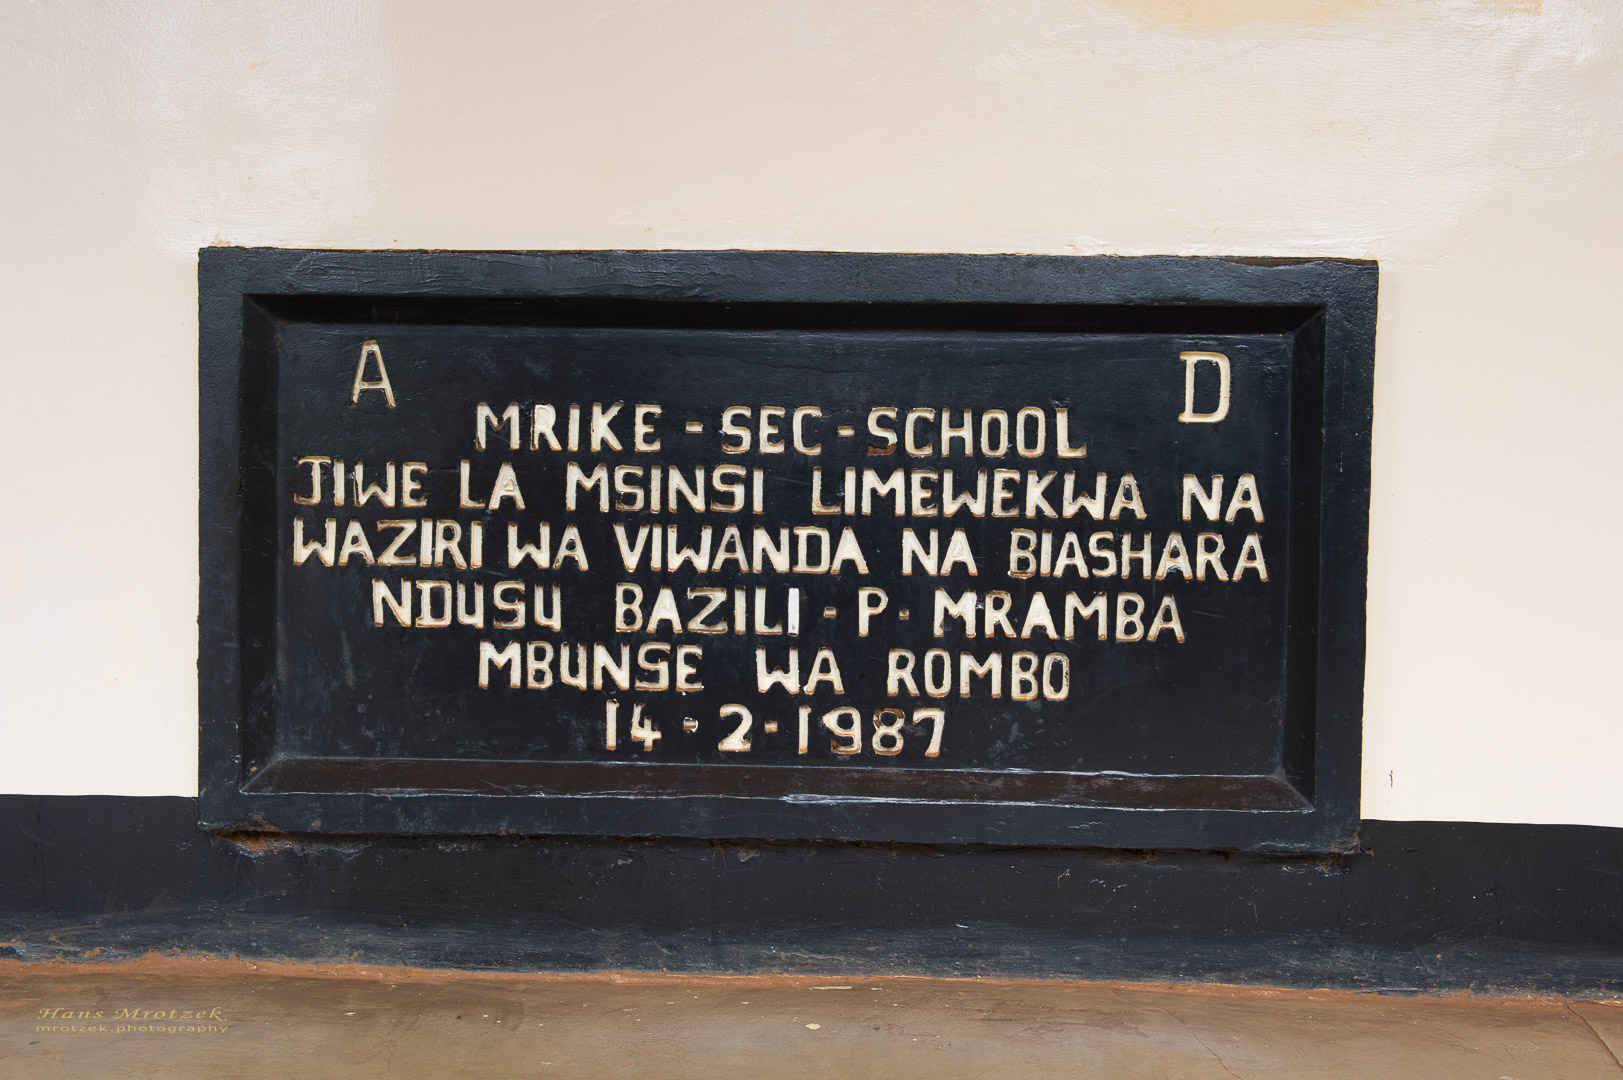 A D
MRIKE - SEC - SCHOOL
JIWE LA MSINSI LIMEWEKWA NA
WAZIRI WA VIWANDA NA BIASHARA
NDUSU BAZILI · P · MRAMBA
MBUNSE WA ROMBO
14 · 2 · 1987
Hans Mrotzek
mrotzek.photography